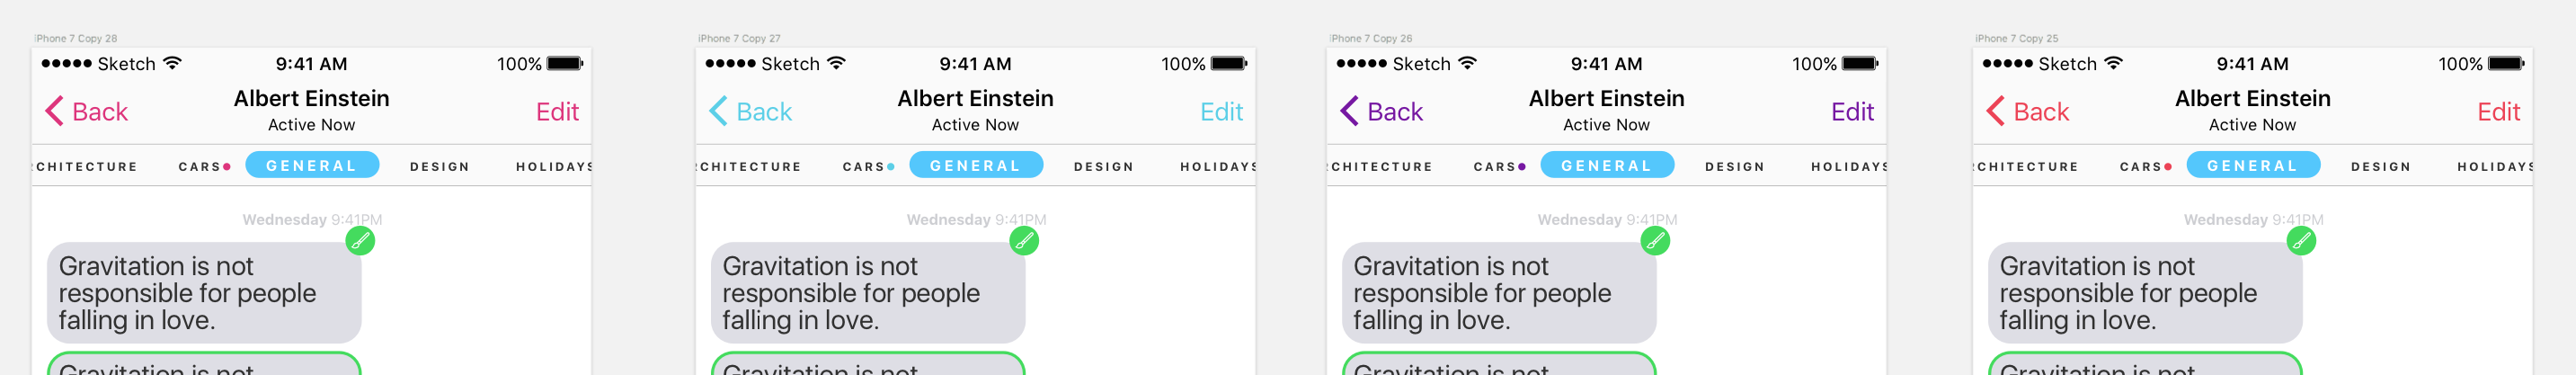 iPhone 7 Copy 28
Sketch 9:41 AM 100%
Back Albert Einstein Edit
Active Now
CHITECTURE CARS GENERAL DESIGN HOLIDAYS
Wednesday 9:41PM
Gravitation is not
responsible for people
falling in love.
Gravitation is not
iPhone 7 Copy 27
Sketch 9:41 AM 100%
Back Albert Einstein Edit
Active Now
CHITECTURE CARS GENERAL DESIGN HOLIDAYS
Wednesday 9:41PM
Gravitation is not
responsible for people
falling in love.
Gravitation is not
iPhone 7 Copy 26
Sketch 9:41 AM 100%
Back Albert Einstein Edit
Active Now
CHITECTURE CARS GENERAL DESIGN HOLIDAYS
Wednesday 9:41PM
Gravitation is not
responsible for people
falling in love.
Gravitation is not
iPhone 7 Copy 25
Sketch 9:41 AM 100%
Back Albert Einstein Edit
Active Now
CHITECTURE CARS GENERAL DESIGN HOLIDAYS
Wednesday 9:41PM
Gravitation is not
responsible for people
falling in love.
Gravitation is not